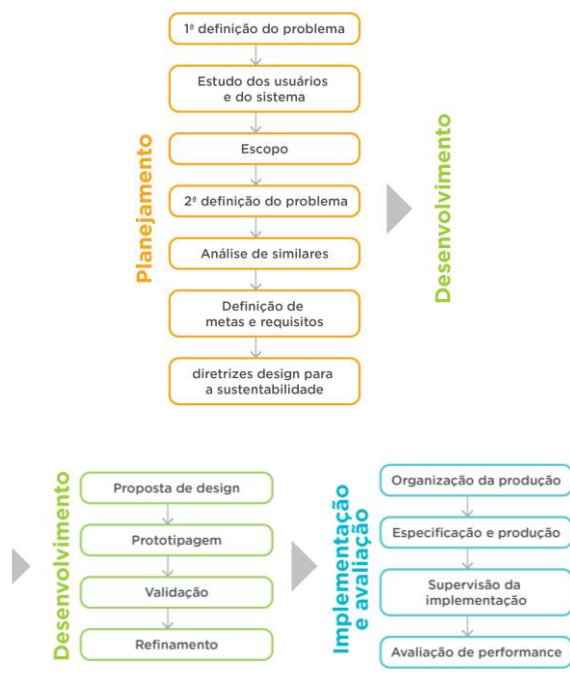 Planejamento
1ª definição do problema
Estudo dos usuários
e do sistema
Escopo
2ª definição do problema
Análise de similares
Definição de
metas e requisitos
diretrizes design para
a sustentabilidade
Desenvolvimento
Desenvolvimento
Proposta de design
Prototipagem
Validação
Refinamento
Implementação
e avaliação
Organização da produção
Especificação e produção
Supervisão da
implementação
Avaliação de performance